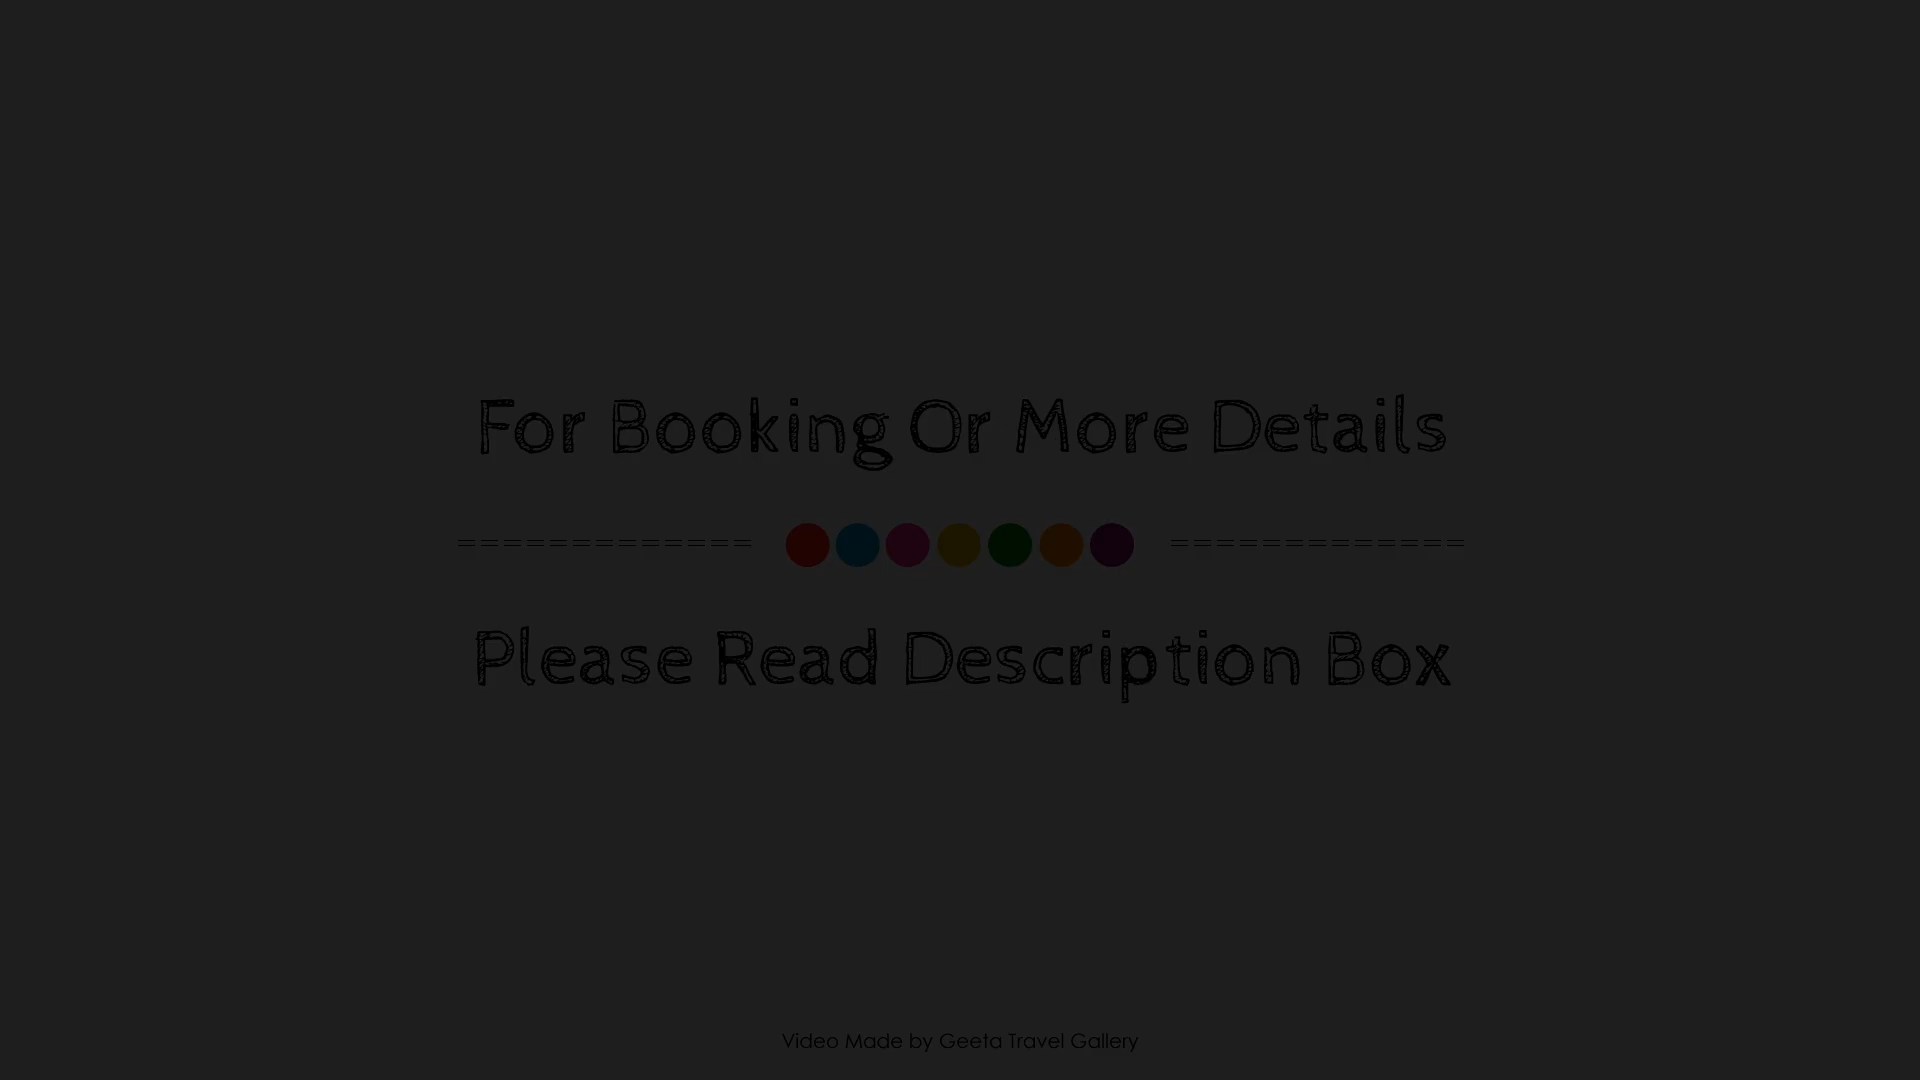 For Booking Or More Details
============= =============
Please Read Description Box
Video Made by Geeta Travel Gallery